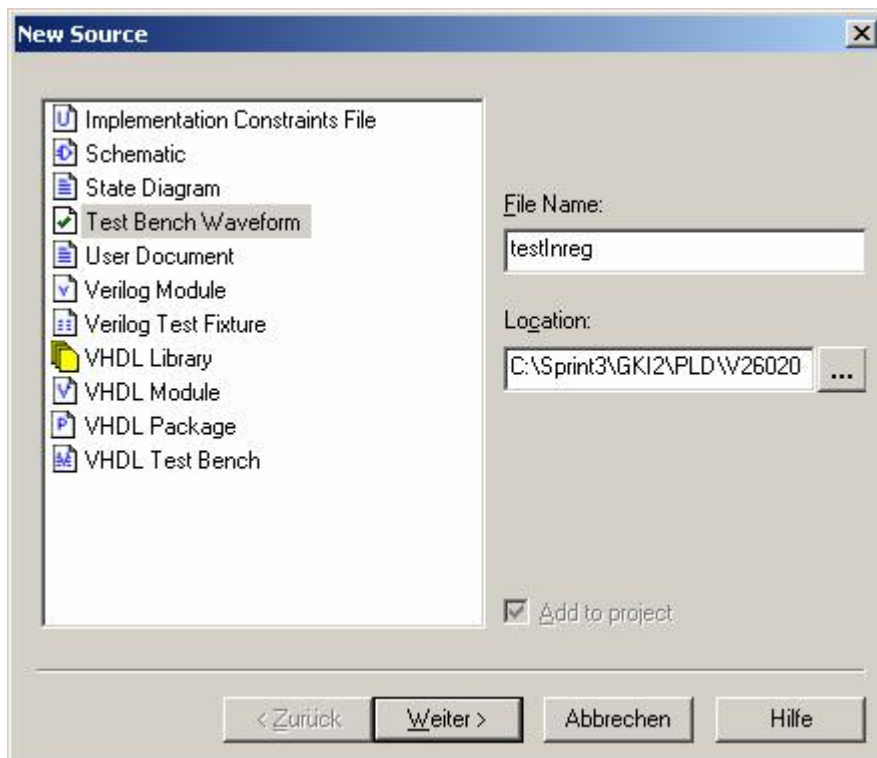 New Source
Implementation Constraints File
Schematic
State Diagram
Test Bench Waveform
User Document
Verilog Module
Verilog Test Fixture
VHDL Library
VHDL Module
VHDL Package
VHDL Test Bench
File Name:
testInreg
Location:
C:\Sprint3\GKI2\PLD\V26020
...
Add to project
< Zurück
Weiter >
Abbrechen
Hilfe